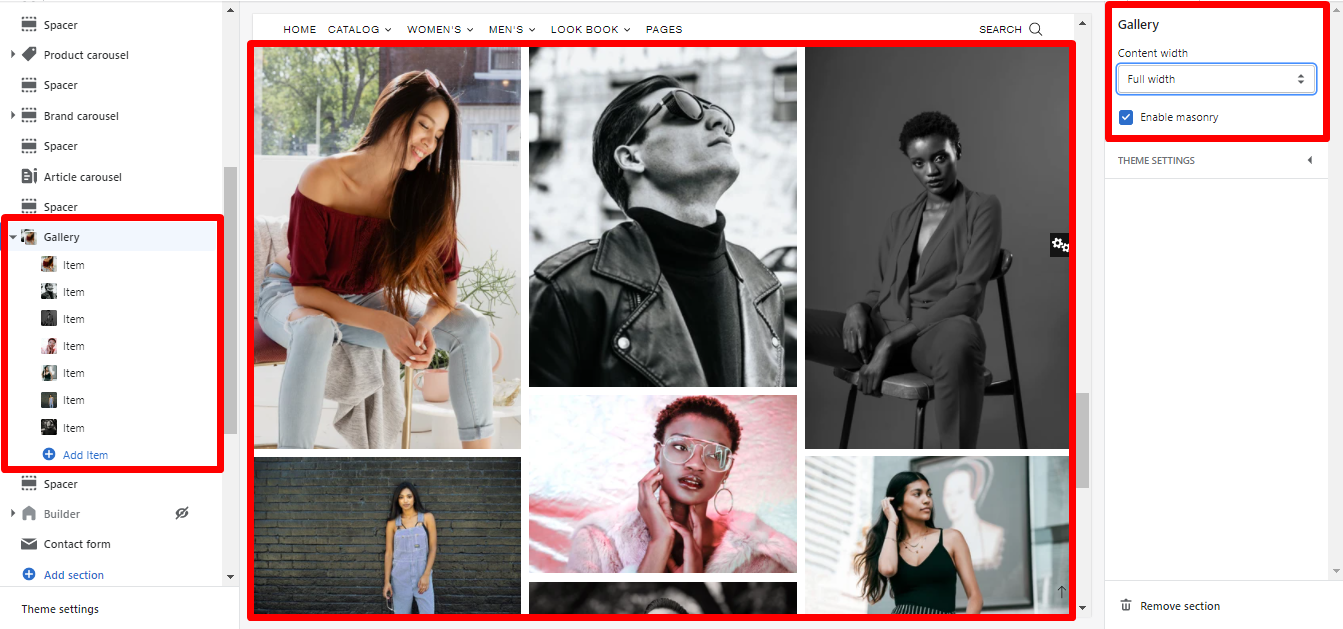 Spacer
Product carousel
Spacer
Brand carousel
Spacer
Article carousel
Spacer
Gallery
Item
Item
Item
Item
Item
Item
Item
Add Item
Spacer
Builder
Contact form
Add section
Theme settings
HOME CATALOG WOMEN'S MEN'S LOOK BOOK PAGES SEARCH
Gallery
Content width
Full width
Enable masonry
THEME SETTINGS
Remove section